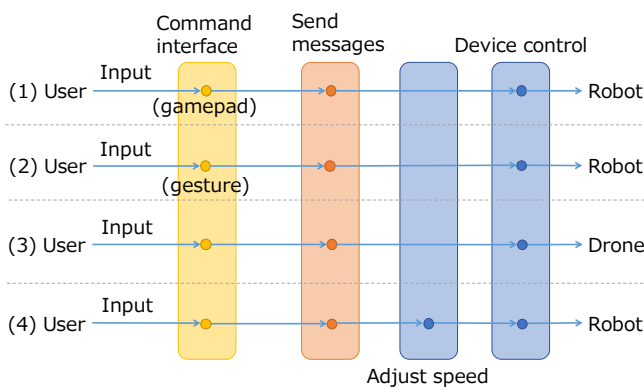 Command
interface
Send
messages
Device control
(1) User
Input
(gamepad)
Robot
(2) User
Input
(gesture)
Robot
(3) User
Input
Drone
(4) User
Input
Robot
Adjust speed